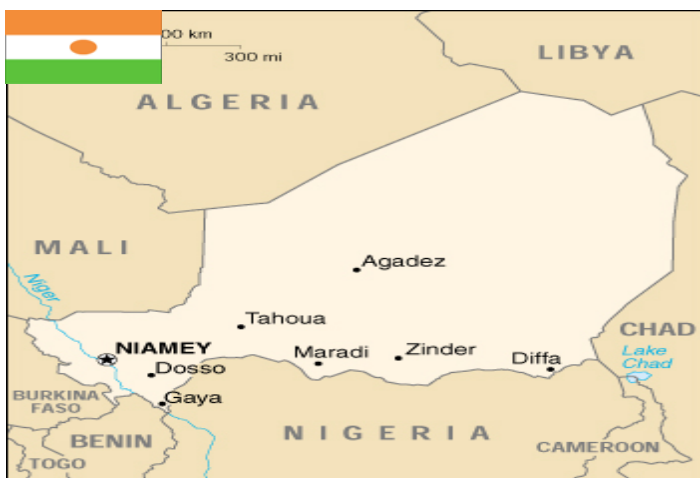 00 km
300 mi
LIBYA
ALGERIA
MALI
Niger
Agadez
Tahoua
CHAD
Lake
Chad
NIAMEY
Maradi
Zinder
Diffa
Dosso
BURKINA
FASO
Gaya
BENIN
NIGERIA
CAMEROON
TOGO